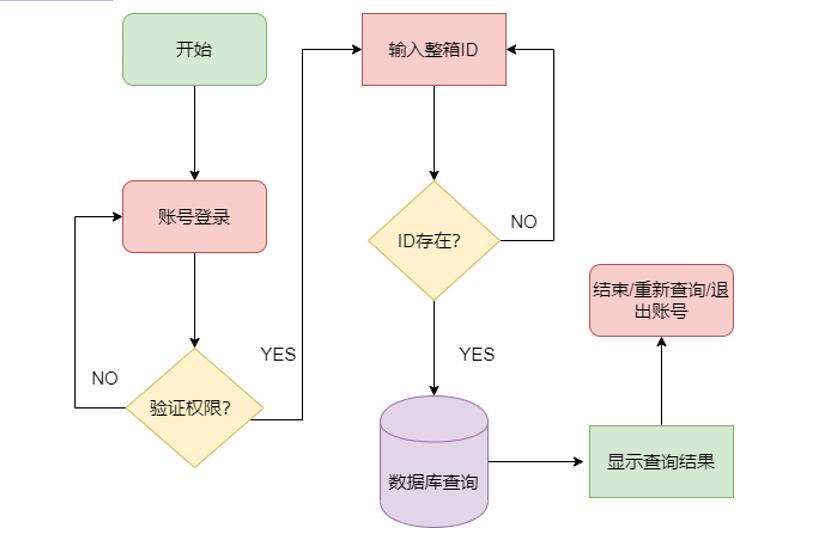 开始
账号登录
NO
验证权限?
YES
输入整箱ID
ID存在?
NO
YES
数据库查询
显示查询结果
结束/重新查询/退
出账号